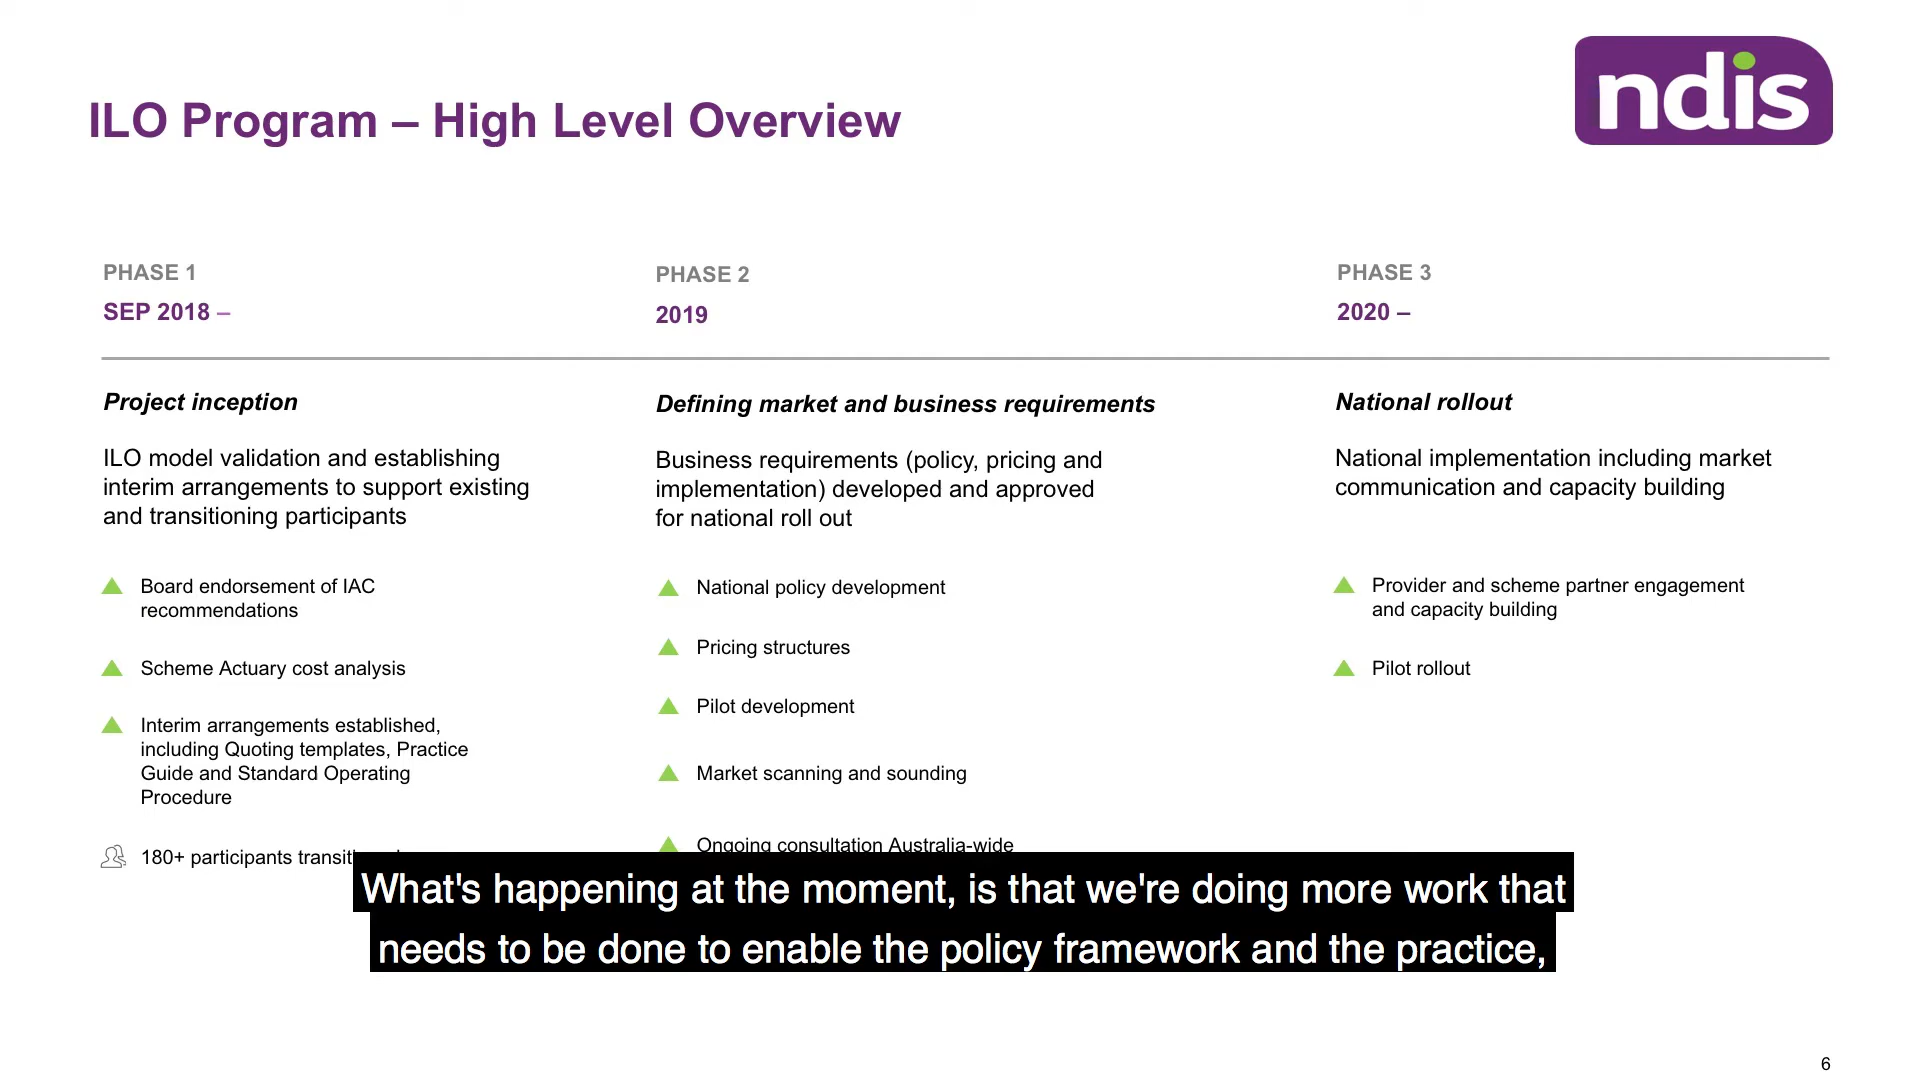 ndis
ILO Program – High Level Overview
PHASE 1
SEP 2018 –
Project inception
ILO model validation and establishing
interim arrangements to support existing
and transitioning participants
Board endorsement of IAC
recommendations
Scheme Actuary cost analysis
Interim arrangements established,
including Quoting templates, Practice
Guide and Standard Operating
Procedure
180+ participants
PHASE 2
2019
Defining market and business requirements
Business requirements (policy, pricing and
implementation) developed and approved
for national roll out
National policy development
Pricing structures
Pilot development
Market scanning and sounding
Ongoing consultation Australia-wide
PHASE 3
2020 –
National rollout
National implementation including market
communication and capacity building
Provider and scheme partner engagement
and capacity building
Pilot rollout
What's happening at the moment, is that we're doing more work that
needs to be done to enable the policy framework and the practice,
6